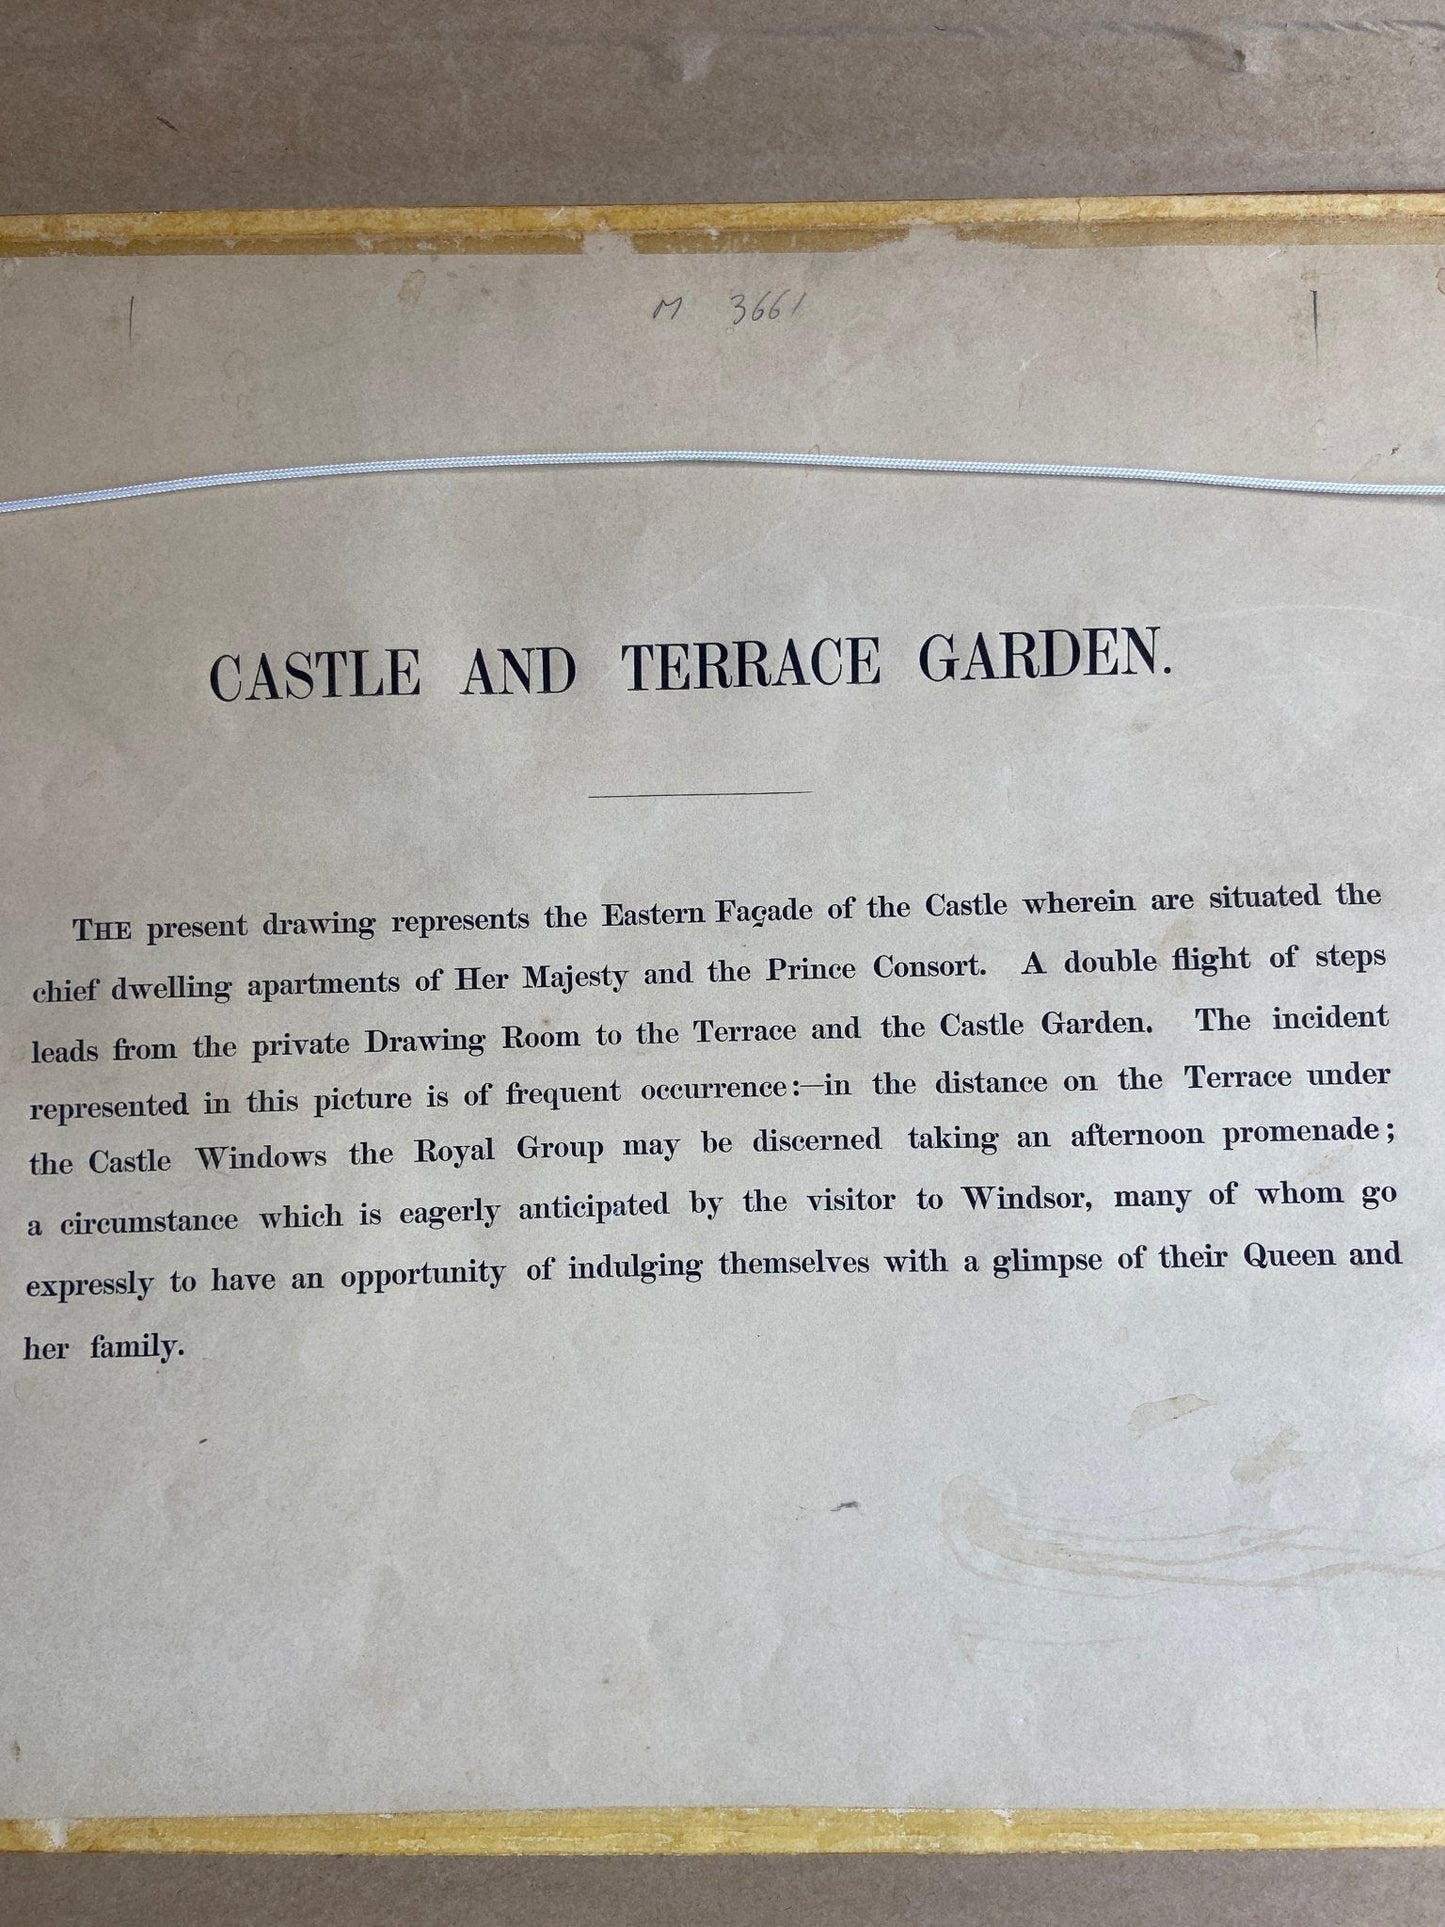 M 3661
CASTLE AND TERRACE GARDEN.
THE present drawing represents the Eastern Façade of the Castle wherein are situated the
chief dwelling apartments of Her Majesty and the Prince Consort. A double flight of steps
leads from the private Drawing Room to the Terrace and the Castle Garden. The incident
represented in this picture is of frequent occurrence:—in the distance on the Terrace under
the Castle Windows the Royal Group may be discerned taking an afternoon promenade;
a circumstance which is eagerly anticipated by the visitor to Windsor, many of whom go
expressly to have an opportunity of indulging themselves with a glimpse of their Queen and
her family.